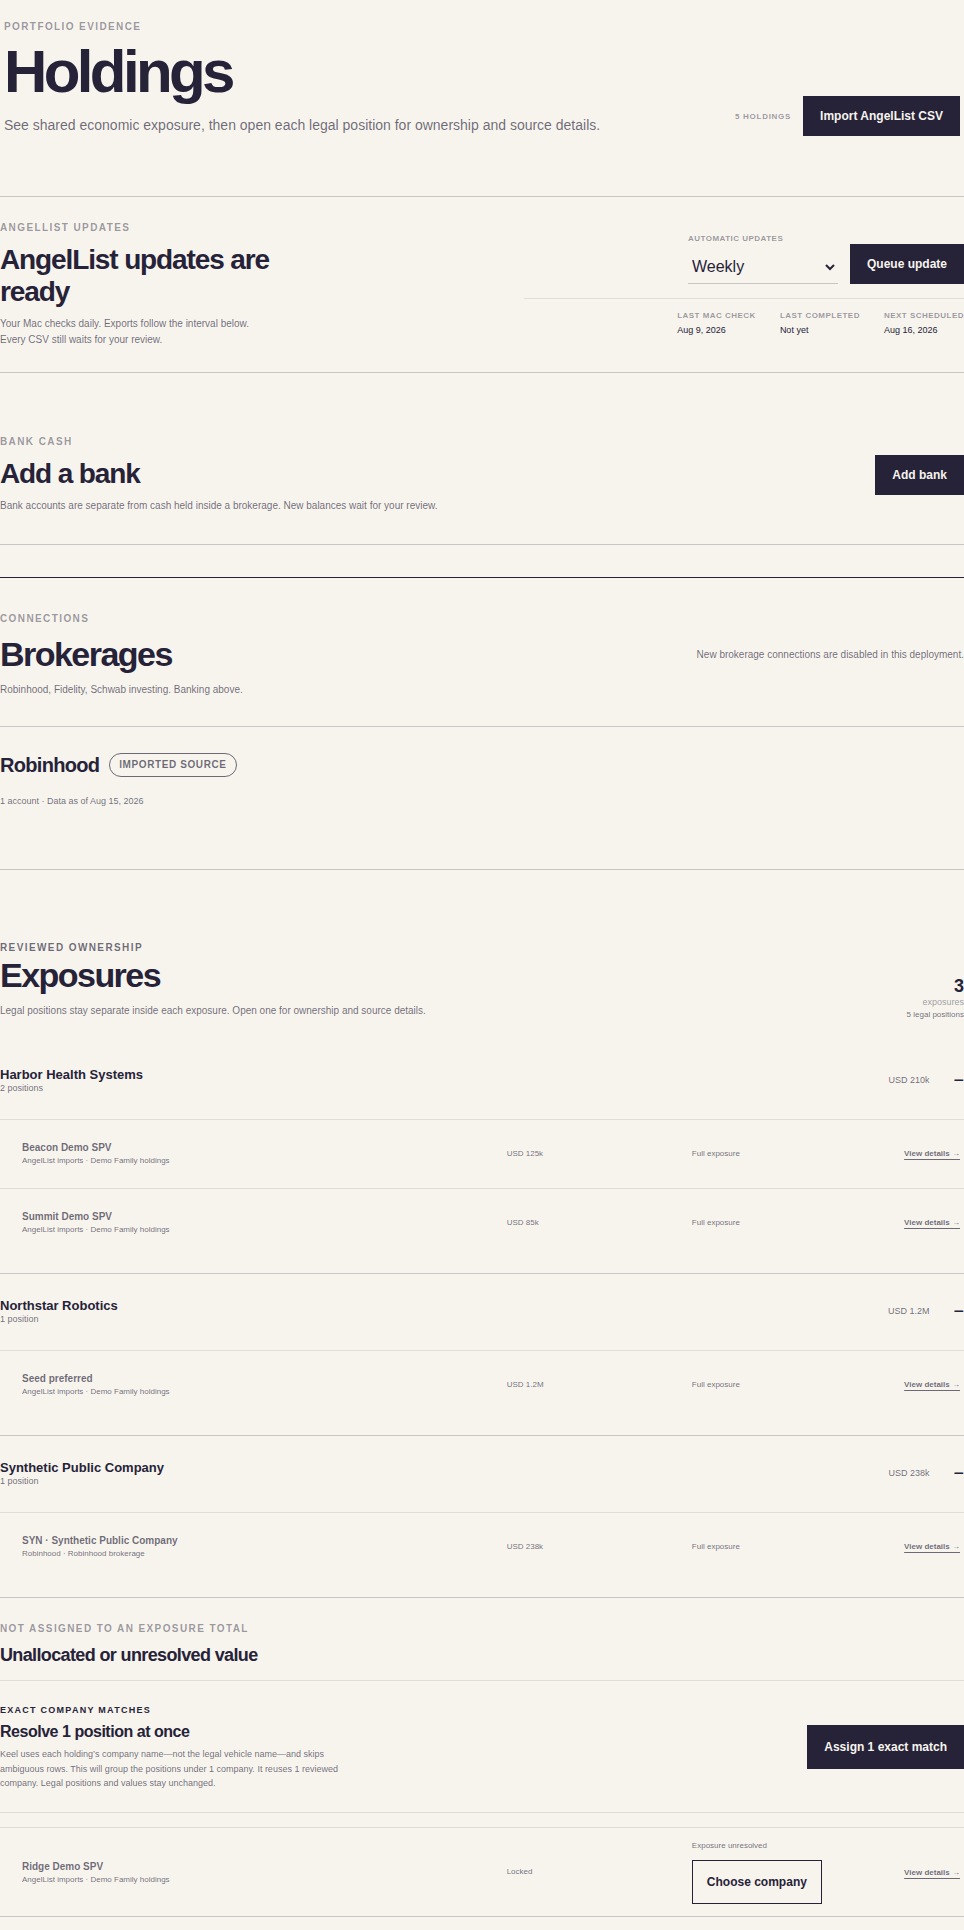 PORTFOLIO EVIDENCE
Holdings
See shared economic exposure, then open each legal position for ownership and source details.
5 HOLDINGS
Import AngelList CSV
ANGELLIST UPDATES
AngelList updates are
ready
Your Mac checks daily. Exports follow the interval below.
Every CSV still waits for your review.
AUTOMATIC UPDATES
Weekly
Queue update
LAST MAC CHECK
Aug 9, 2026
LAST COMPLETED
Not yet
NEXT SCHEDULED
Aug 16, 2026
BANK CASH
Add a bank
Bank accounts are separate from cash held inside a brokerage. New balances wait for your review.
Add bank
CONNECTIONS
Brokerages
Robinhood, Fidelity, Schwab investing. Banking above.
New brokerage connections are disabled in this deployment.
Robinhood
IMPORTED SOURCE
1 account · Data as of Aug 15, 2026
REVIEWED OWNERSHIP
Exposures
Legal positions stay separate inside each exposure. Open one for ownership and source details.
3
exposures
5 legal positions
Harbor Health Systems
2 positions
USD 210k
–
Beacon Demo SPV
AngelList imports · Demo Family holdings
USD 125k
Full exposure
View details →
Summit Demo SPV
AngelList imports · Demo Family holdings
USD 85k
Full exposure
View details →
Northstar Robotics
1 position
USD 1.2M
–
Seed preferred
AngelList imports · Demo Family holdings
USD 1.2M
Full exposure
View details →
Synthetic Public Company
1 position
USD 238k
–
SYN · Synthetic Public Company
Robinhood · Robinhood brokerage
USD 238k
Full exposure
View details →
NOT ASSIGNED TO AN EXPOSURE TOTAL
Unallocated or unresolved value
EXACT COMPANY MATCHES
Resolve 1 position at once
Keel uses each holding's company name—not the legal vehicle name—and skips
ambiguous rows. This will group the positions under 1 company. It reuses 1 reviewed
company. Legal positions and values stay unchanged.
Assign 1 exact match
Ridge Demo SPV
AngelList imports · Demo Family holdings
Locked
Exposure unresolved
Choose company
View details →